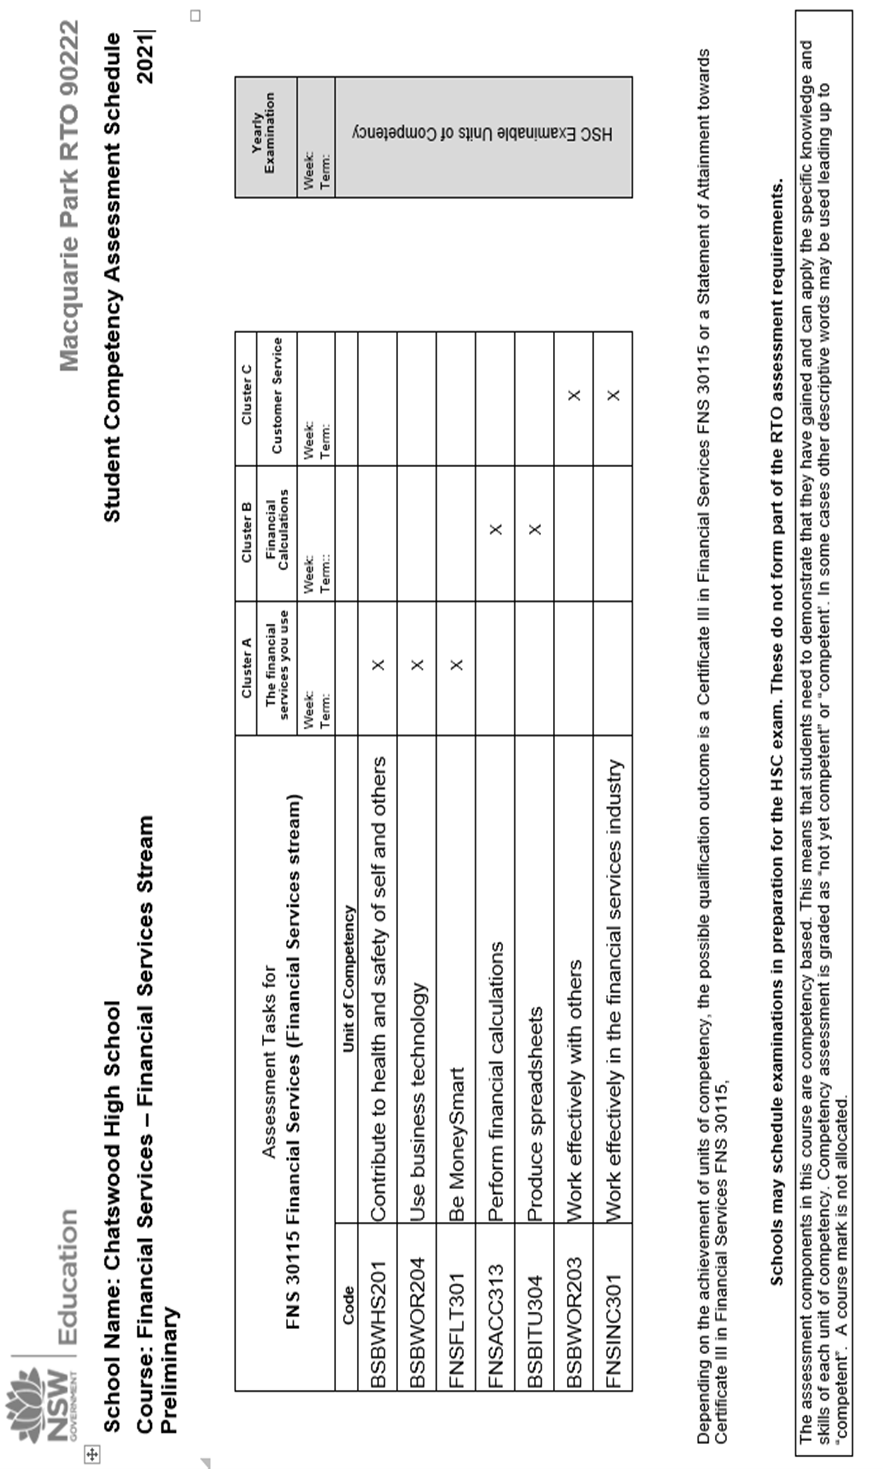 NSW
GOVERNMENT
Education
Macquarie Park RTO 90222
School Name: Chatswood High School
Student Competency Assessment Schedule
Course: Financial Services – Financial Services Stream
2021
Preliminary
Assessment Tasks for
FNS 30115 Financial Services (Financial Services stream)
Cluster A
Cluster B
Cluster C
The financial services you use
Financial Calculations
Customer Service
Yearly Examination
Week:
Term:
Week:
Term::
Week:
Term:
Week:
Term:
Code
Unit of Competency
HSC Examinable Units of Competency
BSBWHS201 Contribute to health and safety of self and others X
BSBWOR204 Use business technology X
FNSFLT301 Be MoneySmart X
FNSACC313 Perform financial calculations X
BSBITU304 Produce spreadsheets X
BSBWOR203 Work effectively with others X
FNSINC301 Work effectively in the financial services industry X
Depending on the achievement of units of competency, the possible qualification outcome is a Certificate III in Financial Services FNS 30115 or a Statement of Attainment towards
Certificate III in Financial Services FNS 30115,
Schools may schedule examinations in preparation for the HSC exam. These do not form part of the RTO assessment requirements.
The assessment components in this course are competency based. This means that students need to demonstrate that they have gained and can apply the specific knowledge and
skills of each unit of competency. Competency assessment is graded as “not yet competent” or “competent’. In some cases other descriptive words may be used leading up to
“competent”. A course mark is not allocated.